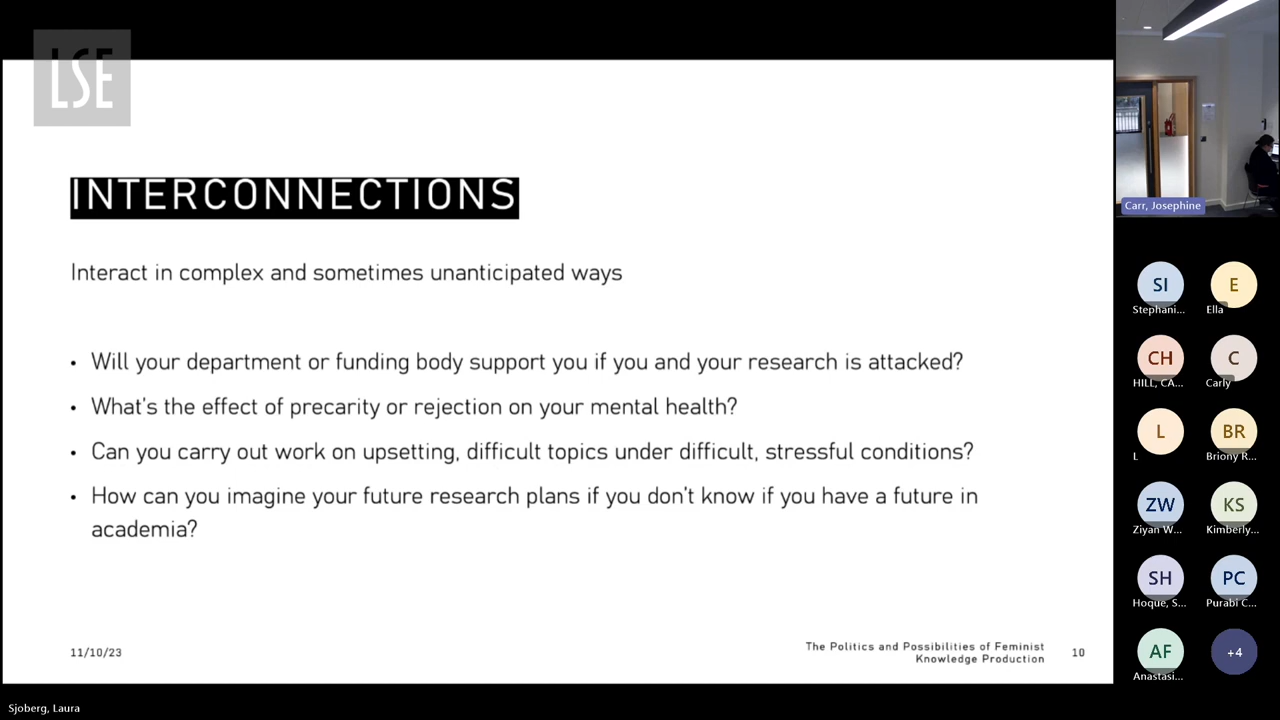 LSE
INTERCONNECTIONS
Interact in complex and sometimes unanticipated ways
• Will your department or funding body support you if you and your research is attacked?
• What's the effect of precarity or rejection on your mental health?
• Can you carry out work on upsetting, difficult topics under difficult, stressful conditions?
• How can you imagine your future research plans if you don't know if you have a future in
academia?
11/10/23
The Politics and Possibilities of Feminist
Knowledge Production
10
Sjoberg, Laura
Carr, Josephine
SI
Stephani...
E
Ella
CH
HILL, CA...
C
Carly
L
L
BR
Briony R...
ZW
Ziyan W...
KS
Kimberly...
SH
Hoque, S...
PC
Purabi C...
AF
Anastasi...
+4